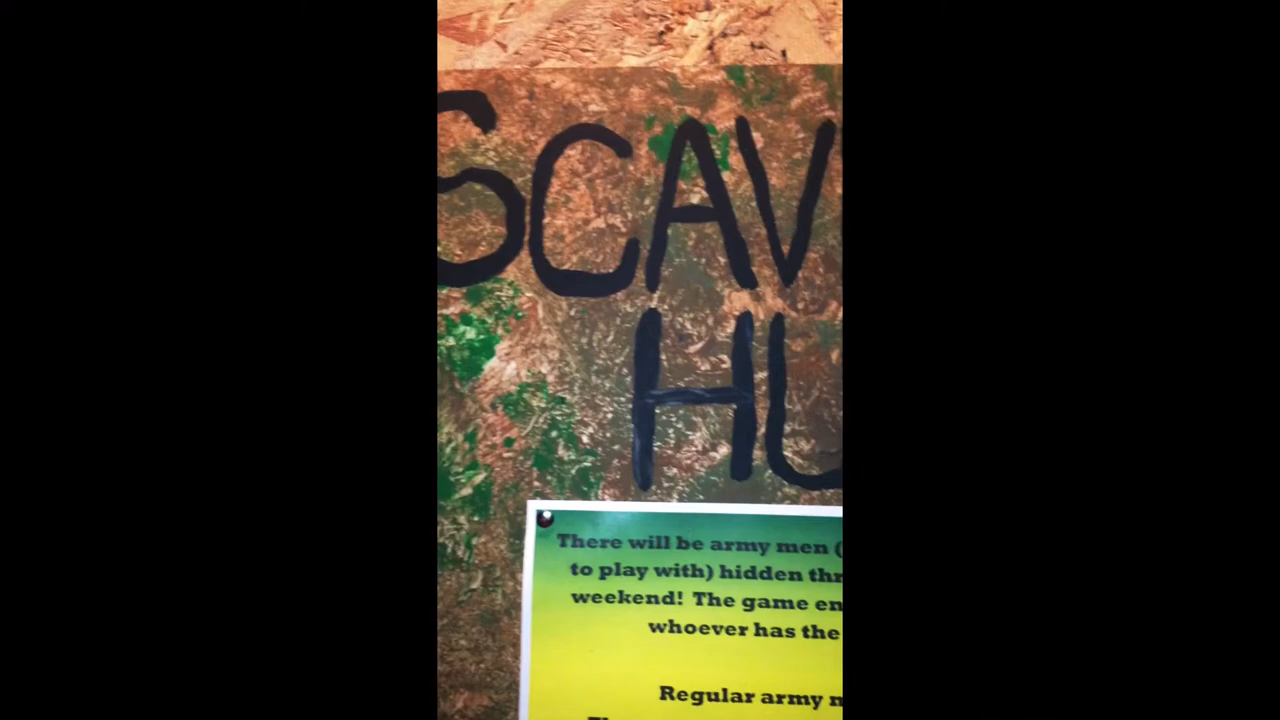 SCAV
HU
There will be army men (
to play with) hidden thr
weekend! The game en
whoever has the
Regular army m